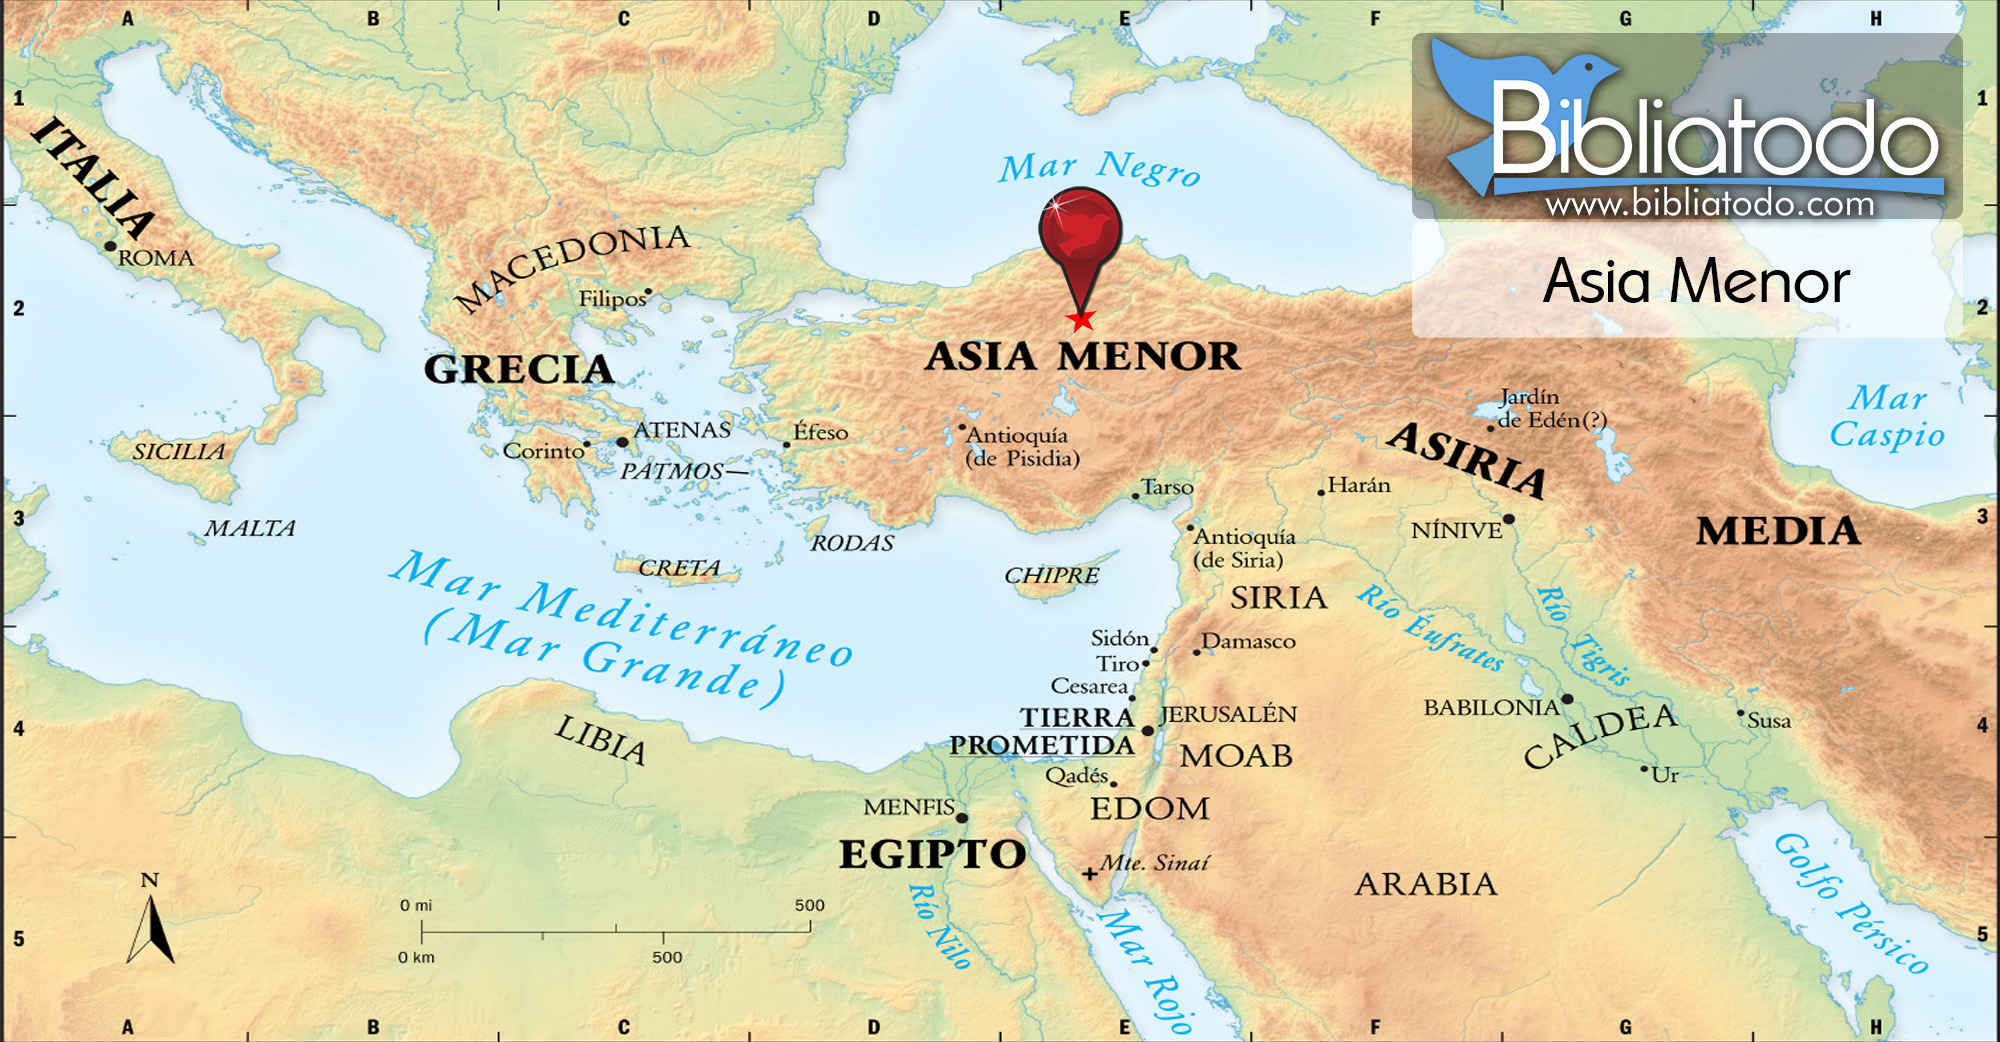 A B C D E F G H
1
1
Bibliatodo
www.bibliatodo.com
Asia Menor
ITALIA
Mar Negro
ROMA
MACEDONIA
Filipos
2
2
GRECIA
ASIA MENOR
Mar
Caspio
Jardín
de Edén(?)
SICILIA
Corinto
ATENAS
PATMOS
Éfeso
Antioquía
(de Pisidia)
ASIRIA
Tarso
Harán
3
3
MALTA
RODAS
NÍNIVE
MEDIA
Antioquía
(de Siria)
CRETA
CHIPRE
SIRIA
Mar Mediterráneo
(Mar Grande)
Río Éufrates
Río Tigris
Sidón
Tiro
Cesarea
Damasco
TIERRA
PROMETIDA
JERUSALÉN
MOAB
BABILONIA
CALDEA
Susa
4
4
LIBIA
Qadés
Ur
MENFIS
EDOM
EGIPTO
Mte. Sinaí
ARABIA
Golfo Pérsico
Río Nilo
Mar Rojo
N
0 mi 500
0 km 500
5
5
A B C D E F G H